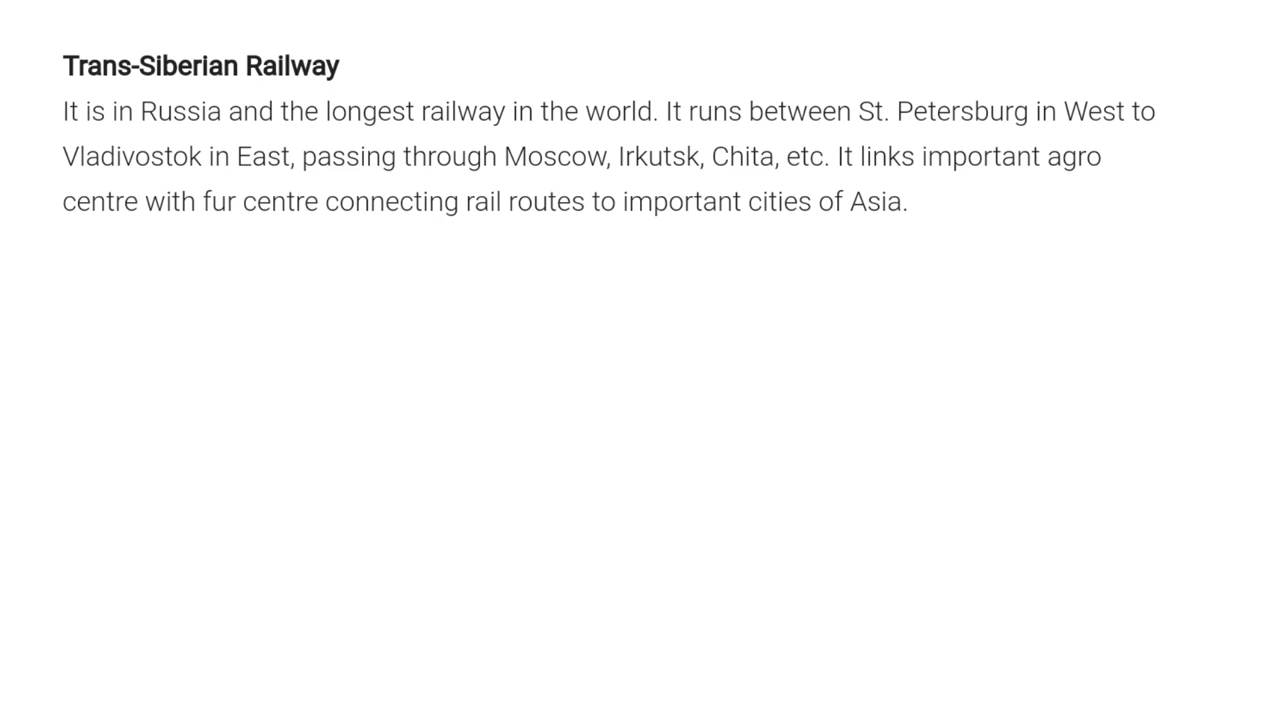 Trans-Siberian Railway
It is in Russia and the longest railway in the world. It runs between St. Petersburg in West to
Vladivostok in East, passing through Moscow, Irkutsk, Chita, etc. It links important agro
centre with fur centre connecting rail routes to important cities of Asia.